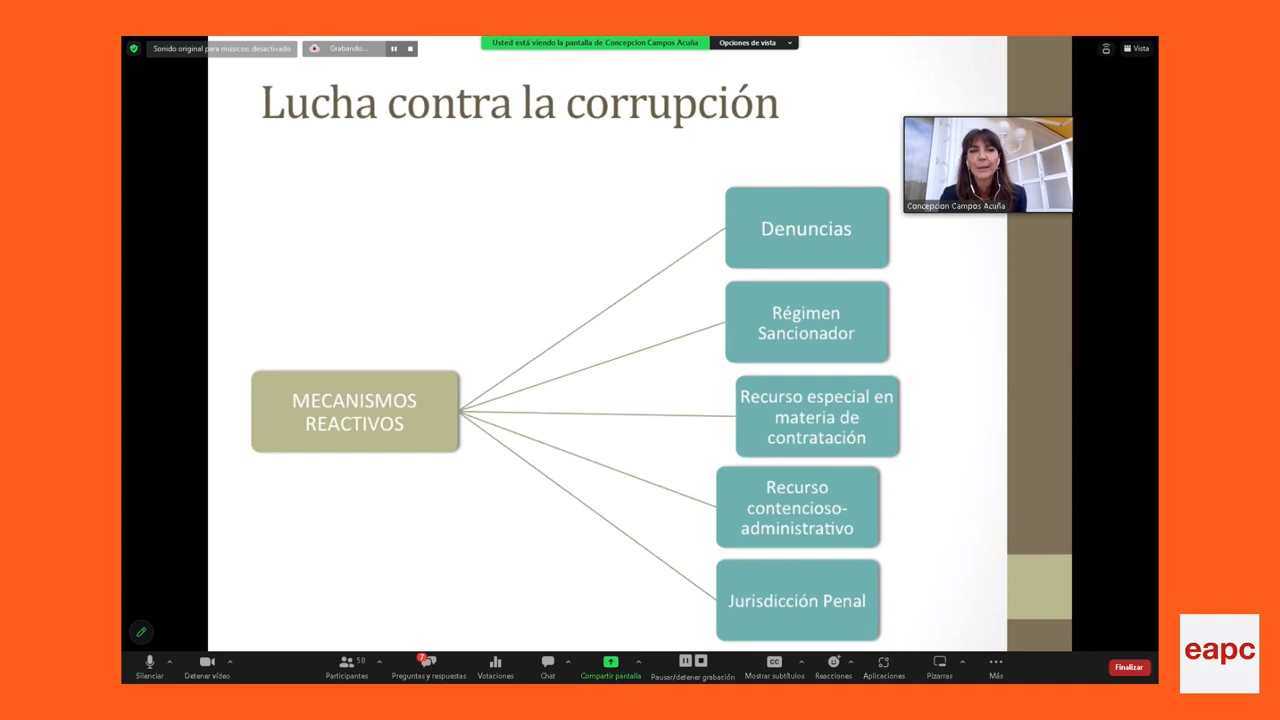 Sonido original para músicos: desactivado
Grabando...
Usted está viendo la pantalla de Concepcion Campos Acuña
Opciones de vista
Vista
Lucha contra la corrupción
Concepcion Campos Acuña
Denuncias
Régimen
Sancionador
MECANISMOS
REACTIVOS
Recurso especial en
materia de
contratación
Recurso
contencioso-
administrativo
Jurisdicción Penal
Silenciar
Detener vídeo
58
Participantes
7
Preguntas y respuestas
Votaciones
Chat
Compartir pantalla
Pausar/detener grabación
CC
Mostrar subtítulos
Reacciones
Aplicaciones
Pizarras
Más
Finalizar
eapc